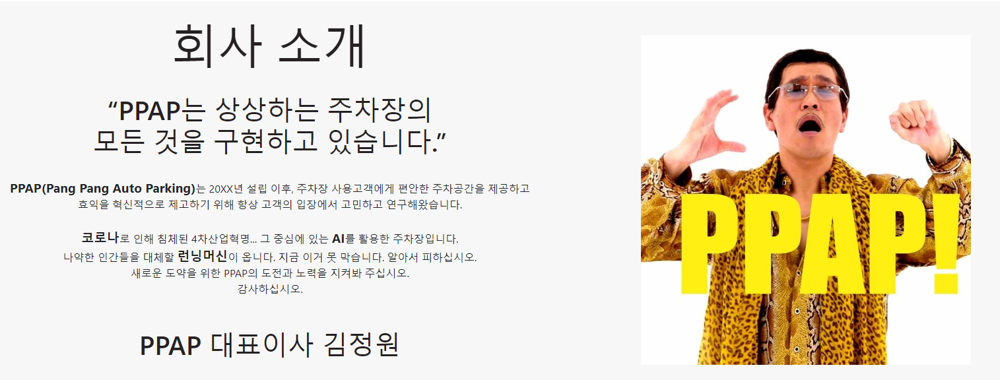 회사 소개
“PPAP는 상상하는 주차장의
모든 것을 구현하고 있습니다.”
PPAP(Pang Pang Auto Parking)는 20XX년 설립 이후, 주차장 사용고객에게 편안한 주차공간을 제공하고
효익을 혁신적으로 제고하기 위해 항상 고객의 입장에서 고민하고 연구해왔습니다.
코로나로 인해 침체된 4차산업혁명... 그 중심에 있는 AI를 활용한 주차장입니다.
나약한 인간들을 대체할 런닝머신이 옵니다. 지금 이거 못 막습니다. 알아서 피하십시오.
새로운 도약을 위한 PPAP의 도전과 노력을 지켜봐 주십시오.
감사하십시오.
PPAP 대표이사 김정원
PPAP!